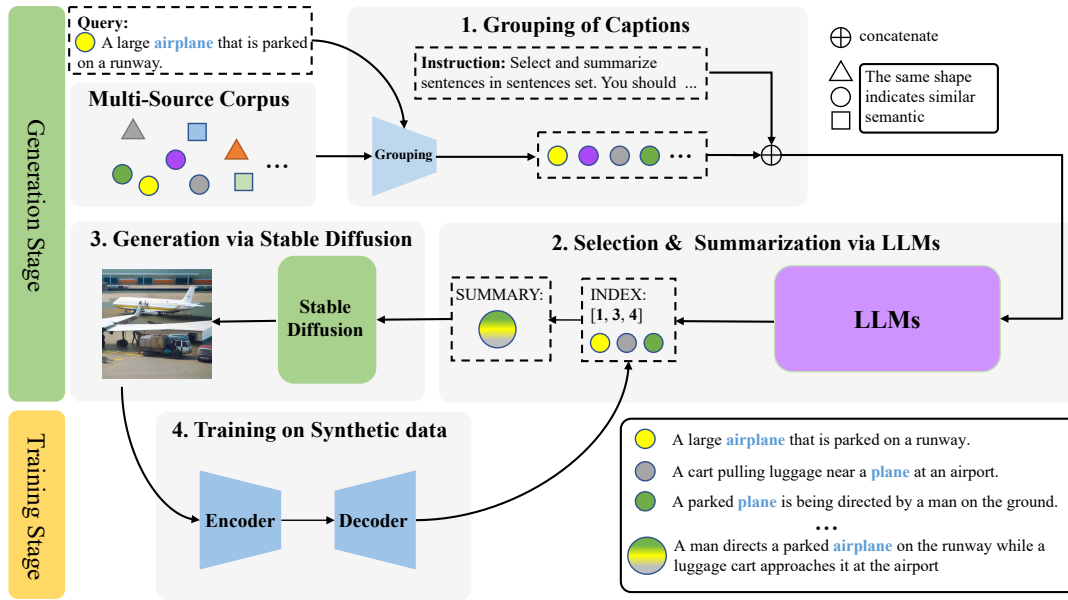 Generation Stage
Query:
A large airplane that is parked
on a runway.
Multi-Source Corpus
...
1. Grouping of Captions
Instruction: Select and summarize
sentences in sentences set. You should ...
Grouping
...
concatenate
The same shape
indicates similar
semantic
3. Generation via Stable Diffusion
Stable
Diffusion
2. Selection & Summarization via LLMs
SUMMARY:
INDEX:
[1, 3, 4]
LLMs
Training Stage
4. Training on Synthetic data
Encoder
Decoder
A large airplane that is parked on a runway.
A cart pulling luggage near a plane at an airport.
A parked plane is being directed by a man on the ground.
...
A man directs a parked airplane on the runway while a
luggage cart approaches it at the airport